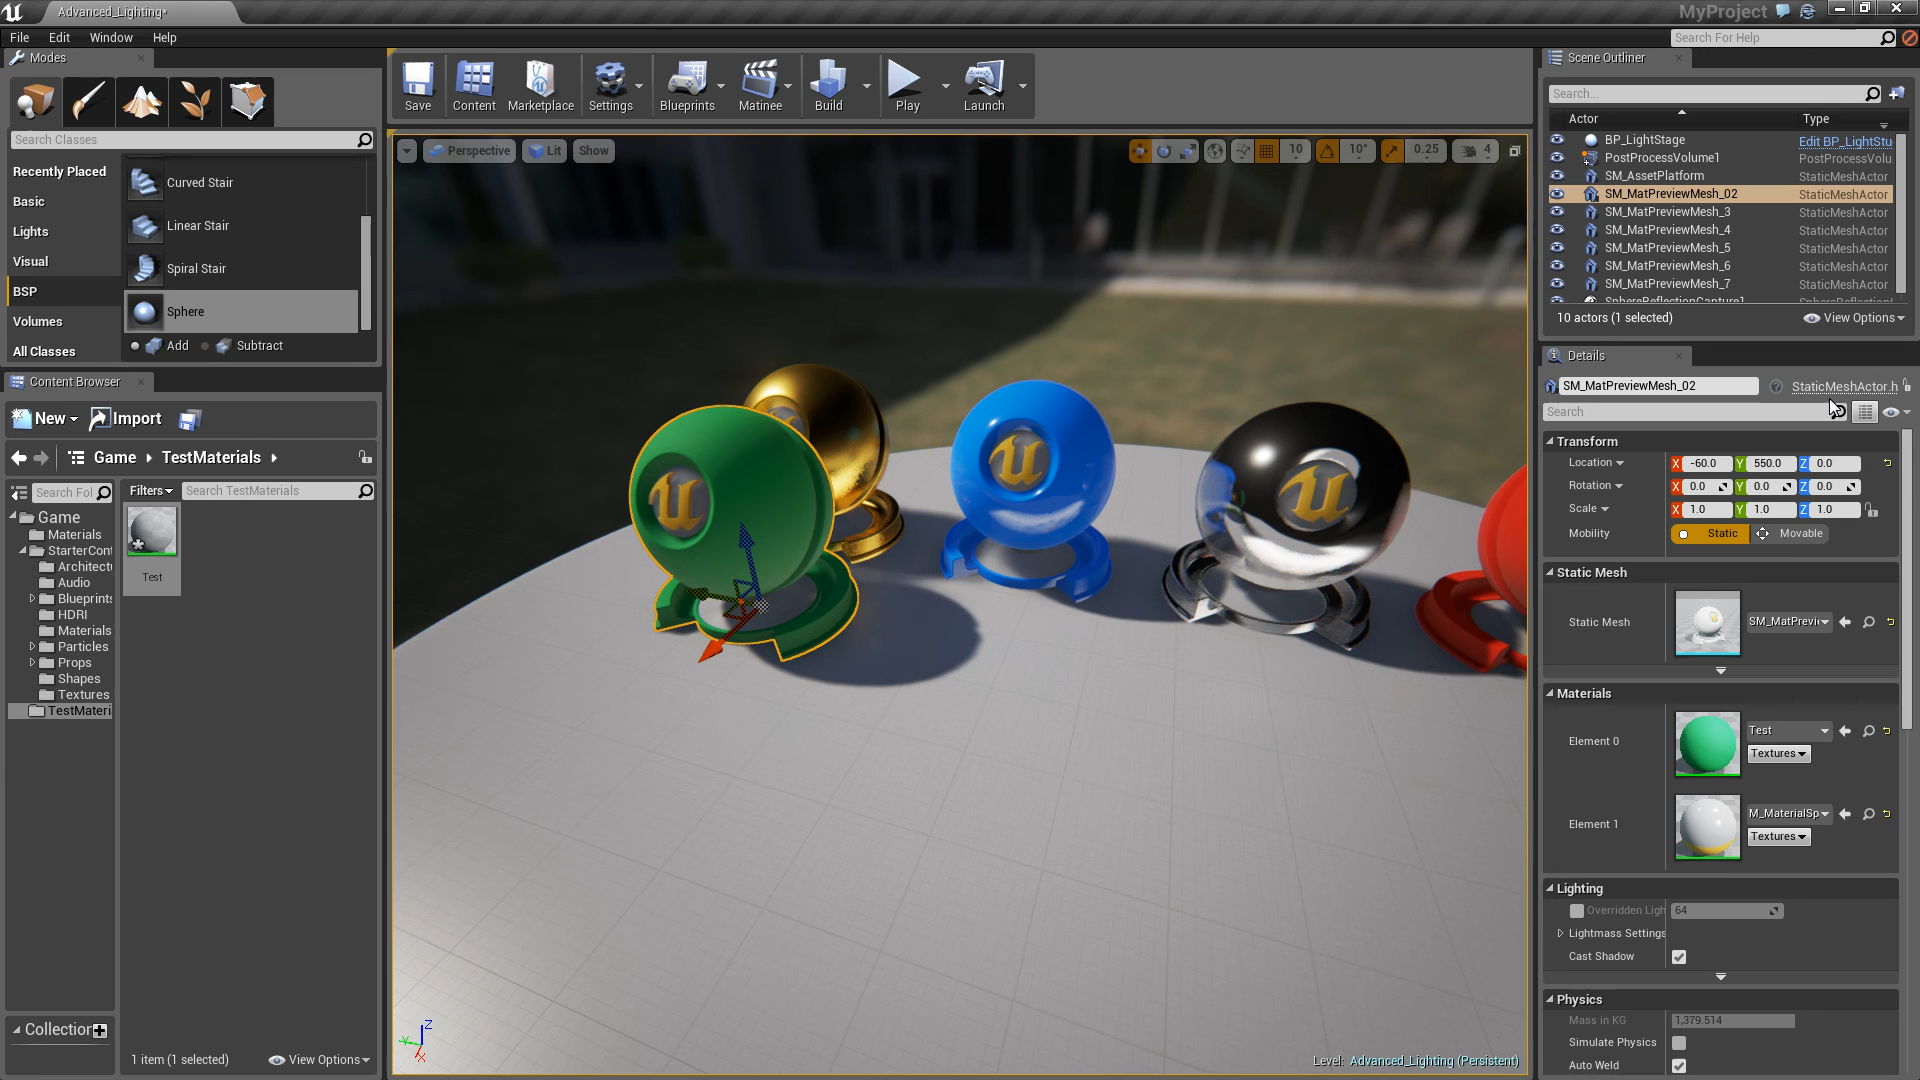 Advanced_Lighting*
MyProject
File
Edit
Window
Help
Search For Help
Modes
Search Classes
Recently Placed
Basic
Lights
Visual
BSP
Volumes
All Classes
Curved Stair
Linear Stair
Spiral Stair
Sphere
Add
Subtract
Content Browser
New
Import
Game
TestMaterials
Search Fol
Filters
Search TestMaterials
Game
Materials
StarterCont
Architectu
Audio
Blueprints
HDRI
Materials
Particles
Props
Shapes
Textures
TestMateri
Test
Collection
1 item (1 selected)
View Options
Save
Content
Marketplace
Settings
Blueprints
Matinee
Build
Play
Launch
Perspective
Lit
Show
10
10°
0.25
4
Z
Y
X
Level: Advanced_Lighting (Persistent)
Scene Outliner
Search...
Actor
Type
BP_LightStage Edit BP_LightStu
PostProcessVolume1 PostProcessVolu
SM_AssetPlatform StaticMeshActor
SM_MatPreviewMesh_02 StaticMeshActor
SM_MatPreviewMesh_3 StaticMeshActor
SM_MatPreviewMesh_4 StaticMeshActor
SM_MatPreviewMesh_5 StaticMeshActor
SM_MatPreviewMesh_6 StaticMeshActor
SM_MatPreviewMesh_7 StaticMeshActor
SphereReflectionCapture1 SphereReflection
10 actors (1 selected)
View Options
Details
SM_MatPreviewMesh_02
StaticMeshActor.h
Search
Transform
Location X -60.0 Y 550.0 Z 0.0
Rotation X 0.0 Y 0.0 Z 0.0
Scale X 1.0 Y 1.0 Z 1.0
Mobility Static Movable
Static Mesh
Static Mesh SM_MatPrevi
Materials
Element 0
Test
Textures
Element 1
M_MaterialSp
Textures
Lighting
Overridden Ligh 64
Lightmass Settings
Cast Shadow
Physics
Mass in KG 1,379.514
Simulate Physics
Auto Weld